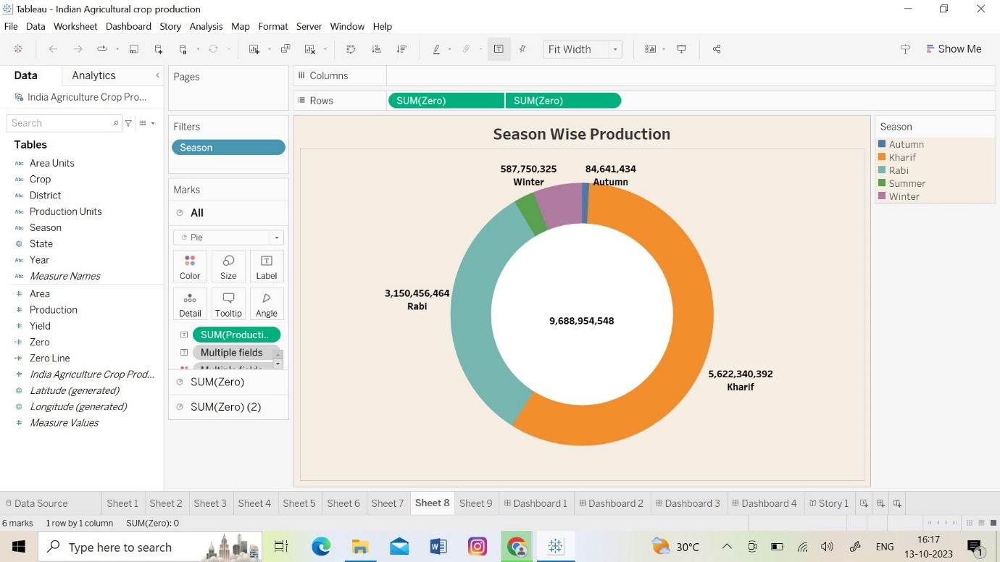 Tableau - Indian Agricultural crop production
File Data Worksheet Dashboard Story Analysis Map Format Server Window Help
Fit Width
Show Me
Data Analytics
India Agriculture Crop Pro...
Search
Tables
Abc Area Units
Abc Crop
Abc District
Abc Production Units
Abc Season
State
Abc Year
Abc Measure Names
# Area
# Production
# Yield
=# Zero
=# Zero Line
# India Agriculture Crop Prod...
Latitude (generated)
Longitude (generated)
# Measure Values
Pages
Filters
Season
Marks
All
Pie
Color Size Label
Detail Tooltip Angle
SUM(Producti..
Multiple fields
SUM(Zero)
SUM(Zero) (2)
Columns
Rows SUM(Zero) SUM(Zero)
Season Wise Production
587,750,325
Winter
84,641,434
Autumn
3,150,456,464
Rabi
9,688,954,548
5,622,340,392
Kharif
Season
Autumn
Kharif
Rabi
Summer
Winter
Data Source Sheet 1 Sheet 2 Sheet 3 Sheet 4 Sheet 5 Sheet 6 Sheet 7 Sheet 8 Sheet 9 Dashboard 1 Dashboard 2 Dashboard 3 Dashboard 4 Story 1
6 marks 1 row by 1 column SUM(Zero): 0
Type here to search
30°C
ENG
16:17
13-10-2023
1